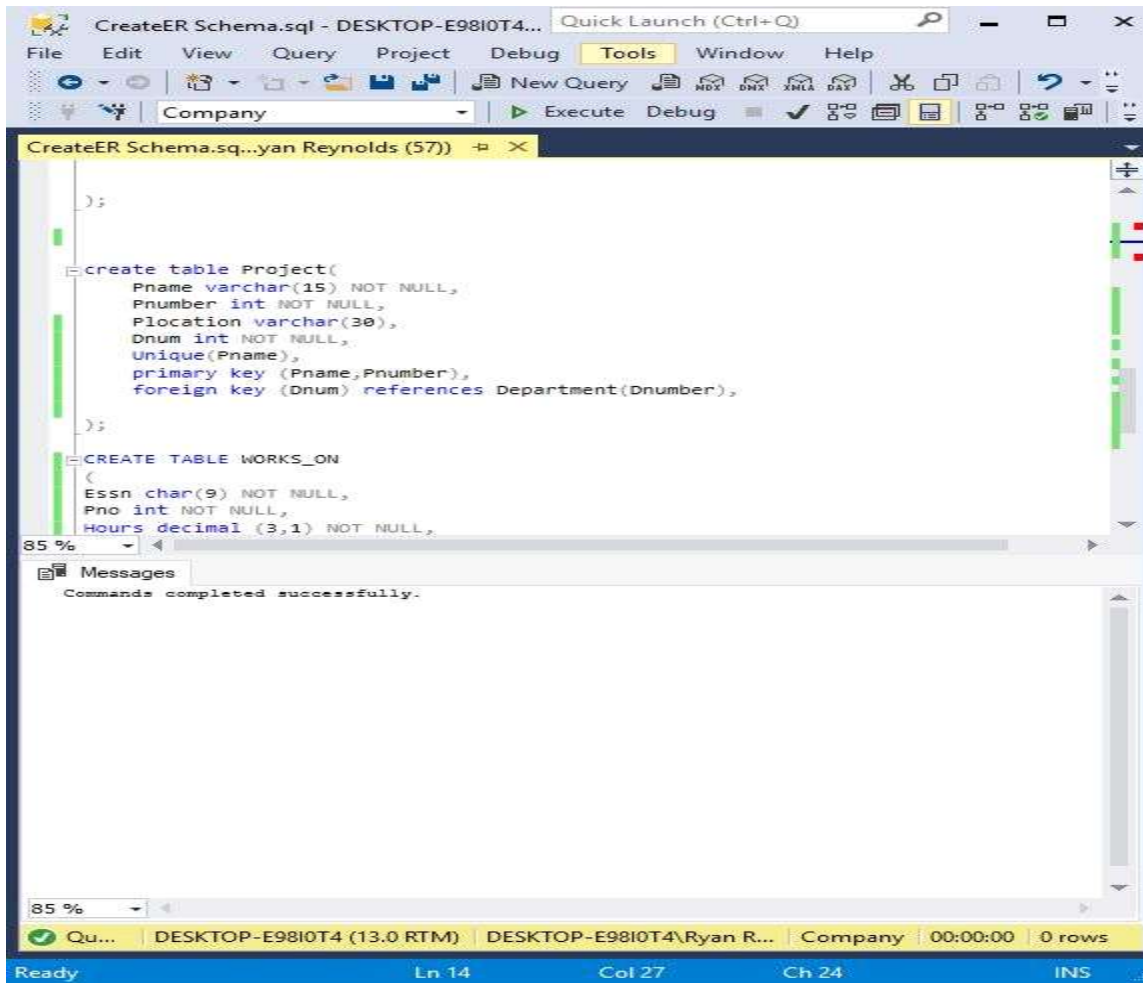 CreateER Schema.sql - DESKTOP-E98I0T4... Quick Launch (Ctrl+Q)
File Edit View Query Project Debug Tools Window Help
New Query MDX DMX XMLA DAX
Company Execute Debug
CreateER Schema.sq...yan Reynolds (57))
);
create table Project(
Pname varchar(15) NOT NULL,
Pnumber int NOT NULL,
Plocation varchar(30),
Dnum int NOT NULL,
Unique(Pname),
primary key (Pname,Pnumber),
foreign key (Dnum) references Department(Dnumber),
);
CREATE TABLE WORKS_ON
(
Essn char(9) NOT NULL,
Pno int NOT NULL,
Hours decimal (3,1) NOT NULL,
85 %
Messages
Commands completed successfully.
85 %
Qu... DESKTOP-E98I0T4 (13.0 RTM) DESKTOP-E98I0T4\Ryan R... Company 00:00:00 0 rows
Ready Ln 14 Col 27 Ch 24 INS